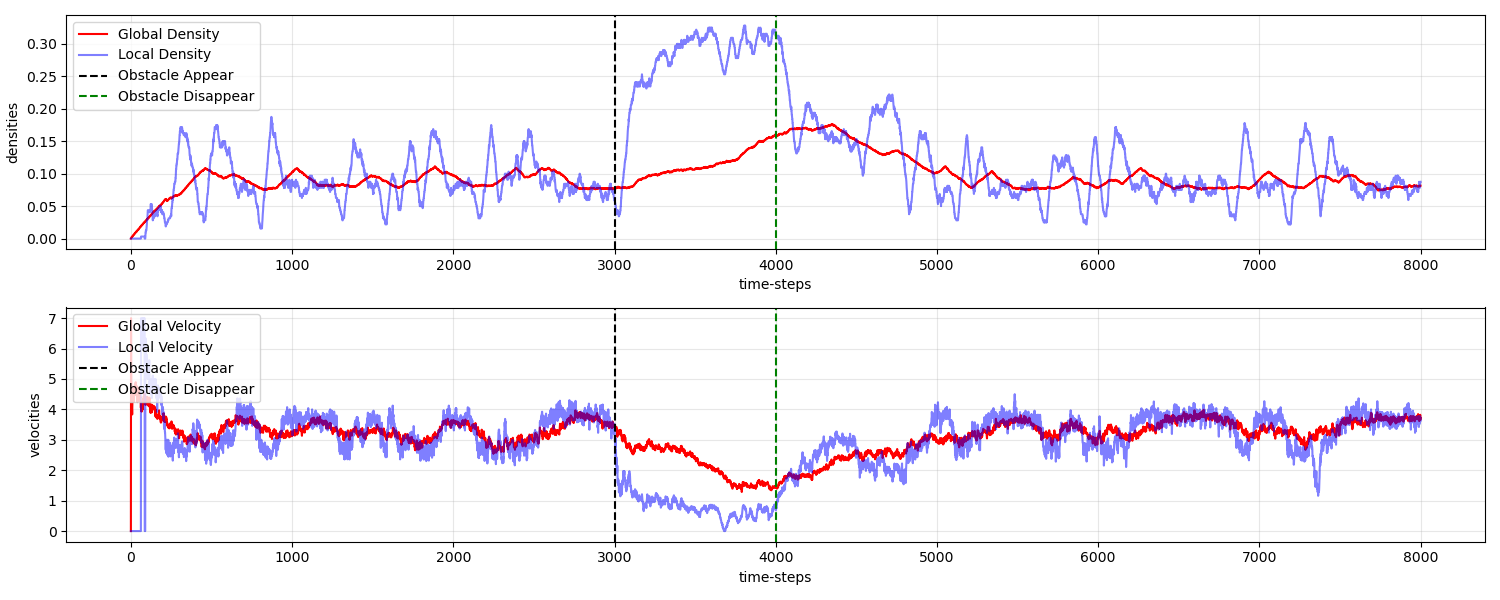 Global Density
Local Density
Obstacle Appear
Obstacle Disappear
densities
0.30
0.25
0.20
0.15
0.10
0.05
0.00
0 1000 2000 3000 4000 5000 6000 7000 8000
time-steps
Global Velocity
Local Velocity
Obstacle Appear
Obstacle Disappear
velocities
7
6
5
4
3
2
1
0
0 1000 2000 3000 4000 5000 6000 7000 8000
time-steps